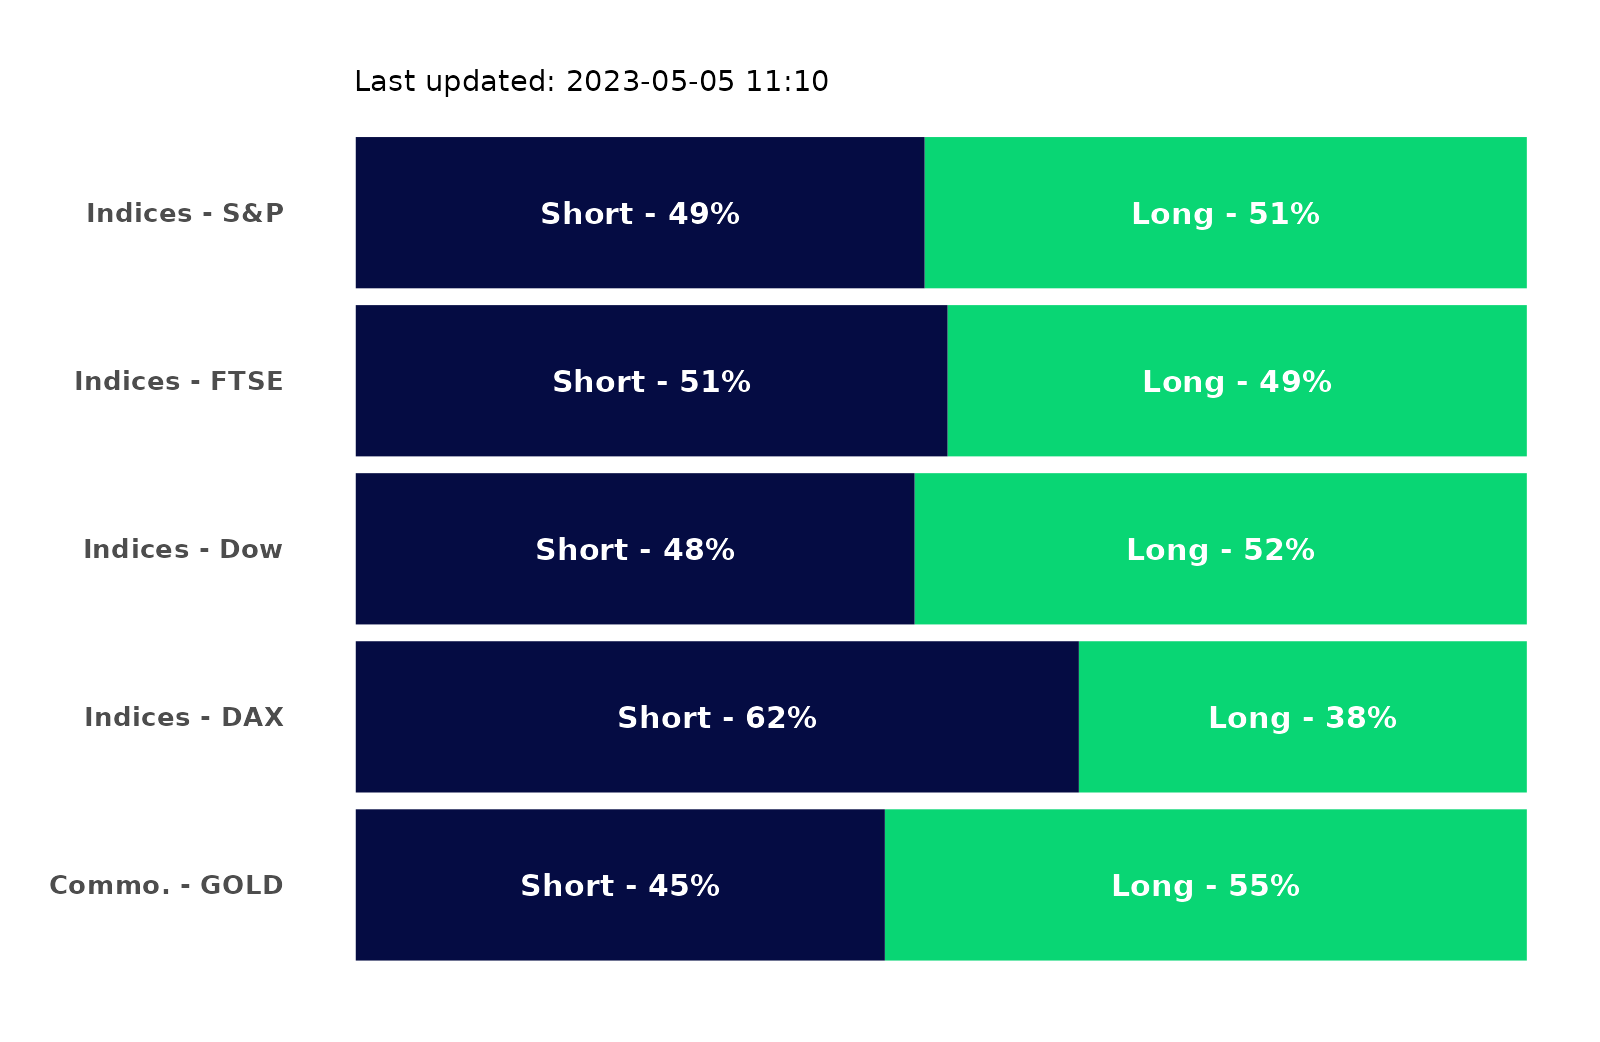 Last updated: 2023-05-05 11:10
Indices - S&P Short - 49% Long - 51%
Indices - FTSE Short - 51% Long - 49%
Indices - Dow Short - 48% Long - 52%
Indices - DAX Short - 62% Long - 38%
Commo. - GOLD Short - 45% Long - 55%